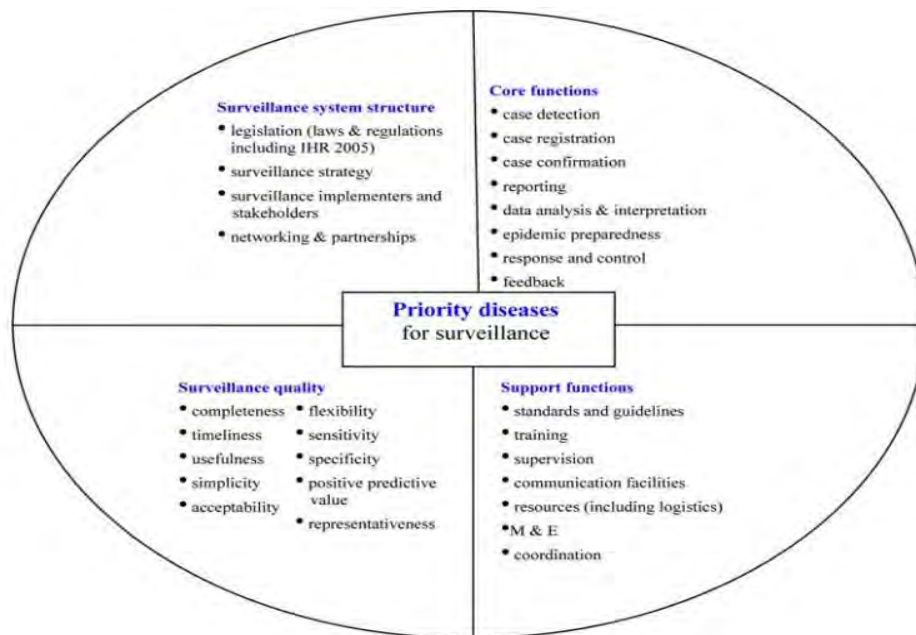 Surveillance system structure
• legislation (laws & regulations
including IHR 2005)
• surveillance strategy
• surveillance implementers and
stakeholders
• networking & partnerships
Core functions
• case detection
• case registration
• case confirmation
• reporting
• data analysis & interpretation
• epidemic preparedness
• response and control
• feedback
Priority diseases
for surveillance
Surveillance quality
• completeness
• timeliness
• usefulness
• simplicity
• acceptability
• flexibility
• sensitivity
• specificity
• positive predictive
value
• representativeness
Support functions
• standards and guidelines
• training
• supervision
• communication facilities
• resources (including logistics)
•M & E
• coordination